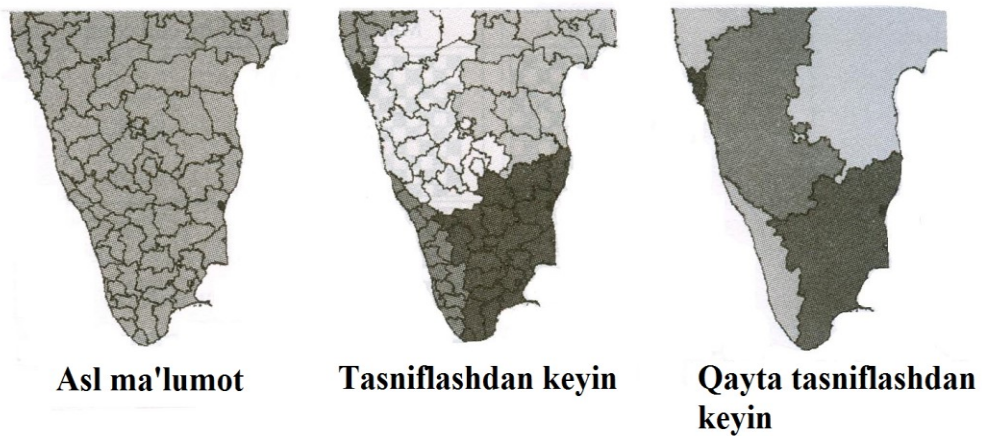 Asl ma'lumot
Tasniflashdan keyin
Qayta tasniflashdan
keyin